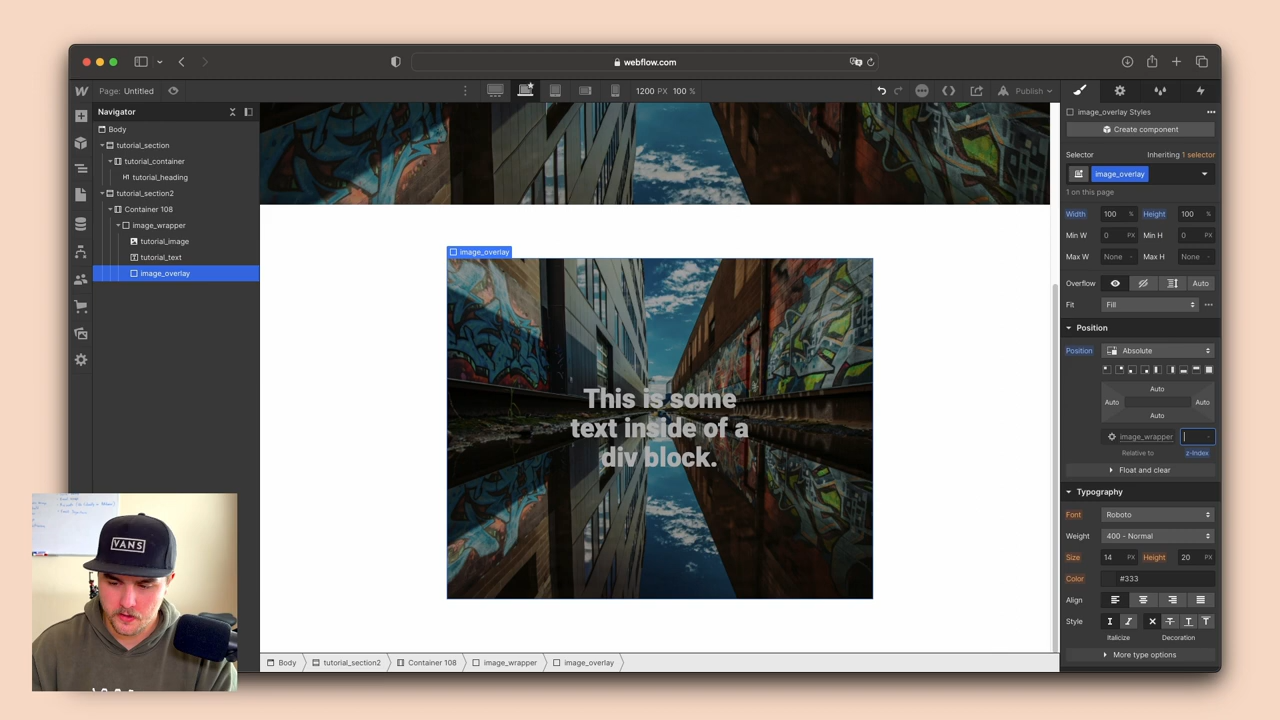 webflow.com
W Page: Untitled
1200 PX 100 %
Publish
Navigator
Body
tutorial_section
tutorial_container
H1 tutorial_heading
tutorial_section2
Container 108
image_wrapper
tutorial_image
tutorial_text
image_overlay
image_overlay
This is some
text inside of a
div block.
image_overlay Styles
Create component
Selector Inheriting 1 selector
image_overlay
1 on this page
Width 100 % Height 100 %
Min W 0 PX Min H 0 PX
Max W None - Max H None -
Overflow Auto
Fit Fill
Position
Position Absolute
Auto
Auto Auto
Auto
image_wrapper -
Relative to z-Index
Float and clear
Typography
Font Roboto
Weight 400 - Normal
Size 14 PX Height 20 PX
Color #333
Align
Style
Italicize Decoration
More type options
Body tutorial_section2 Container 108 image_wrapper image_overlay
VANS